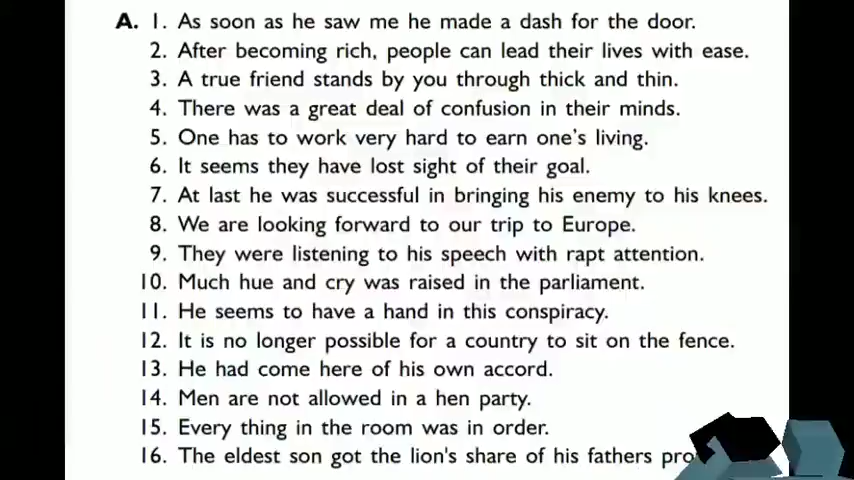 A. 1. As soon as he saw me he made a dash for the door.
2. After becoming rich, people can lead their lives with ease.
3. A true friend stands by you through thick and thin.
4. There was a great deal of confusion in their minds.
5. One has to work very hard to earn one's living.
6. It seems they have lost sight of their goal.
7. At last he was successful in bringing his enemy to his knees.
8. We are looking forward to our trip to Europe.
9. They were listening to his speech with rapt attention.
10. Much hue and cry was raised in the parliament.
11. He seems to have a hand in this conspiracy.
12. It is no longer possible for a country to sit on the fence.
13. He had come here of his own accord.
14. Men are not allowed in a hen party.
15. Every thing in the room was in order.
16. The eldest son got the lion's share of his fathers